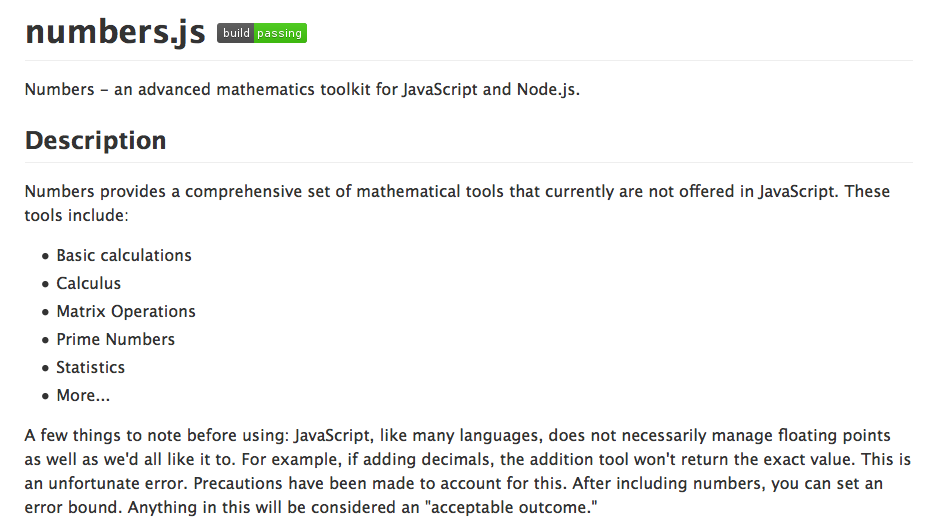 numbers.js build passing
Numbers – an advanced mathematics toolkit for JavaScript and Node.js.
Description
Numbers provides a comprehensive set of mathematical tools that currently are not offered in JavaScript. These
tools include:
• Basic calculations
• Calculus
• Matrix Operations
• Prime Numbers
• Statistics
• More...
A few things to note before using: JavaScript, like many languages, does not necessarily manage floating points
as well as we'd all like it to. For example, if adding decimals, the addition tool won't return the exact value. This is
an unfortunate error. Precautions have been made to account for this. After including numbers, you can set an
error bound. Anything in this will be considered an "acceptable outcome."